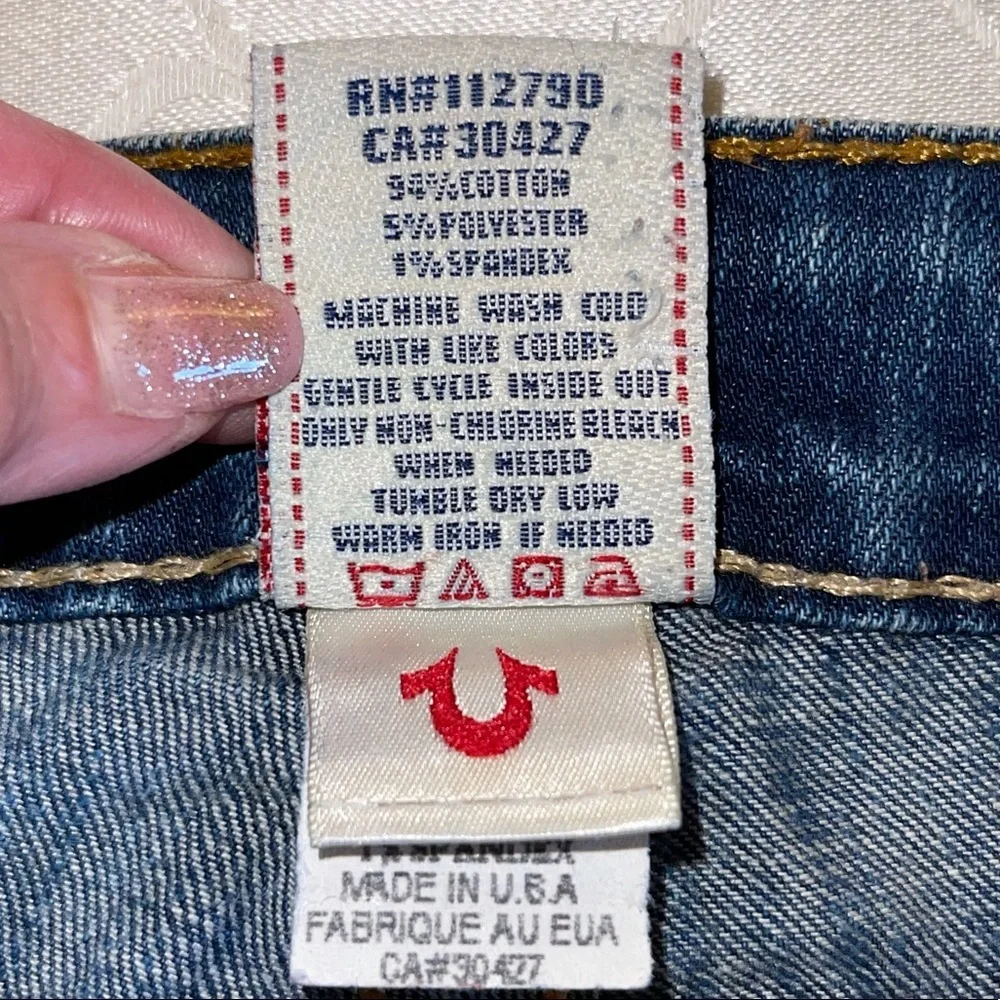 RN#112790
CA#30427
94%COTTON
5%POLYESTER
1%SPANDEX
MACHINE WASH COLD
WITH LIKE COLORS
GENTLE CYCLE INSIDE OUT
ONLY NON-CHLORINE BLEACH
WHEN NEEDED
TUMBLE DRY LOW
WARM IRON IF NEEDED
SPANDEX
MADE IN U.S.A
FABRIQUE AU EUA
CA#30427